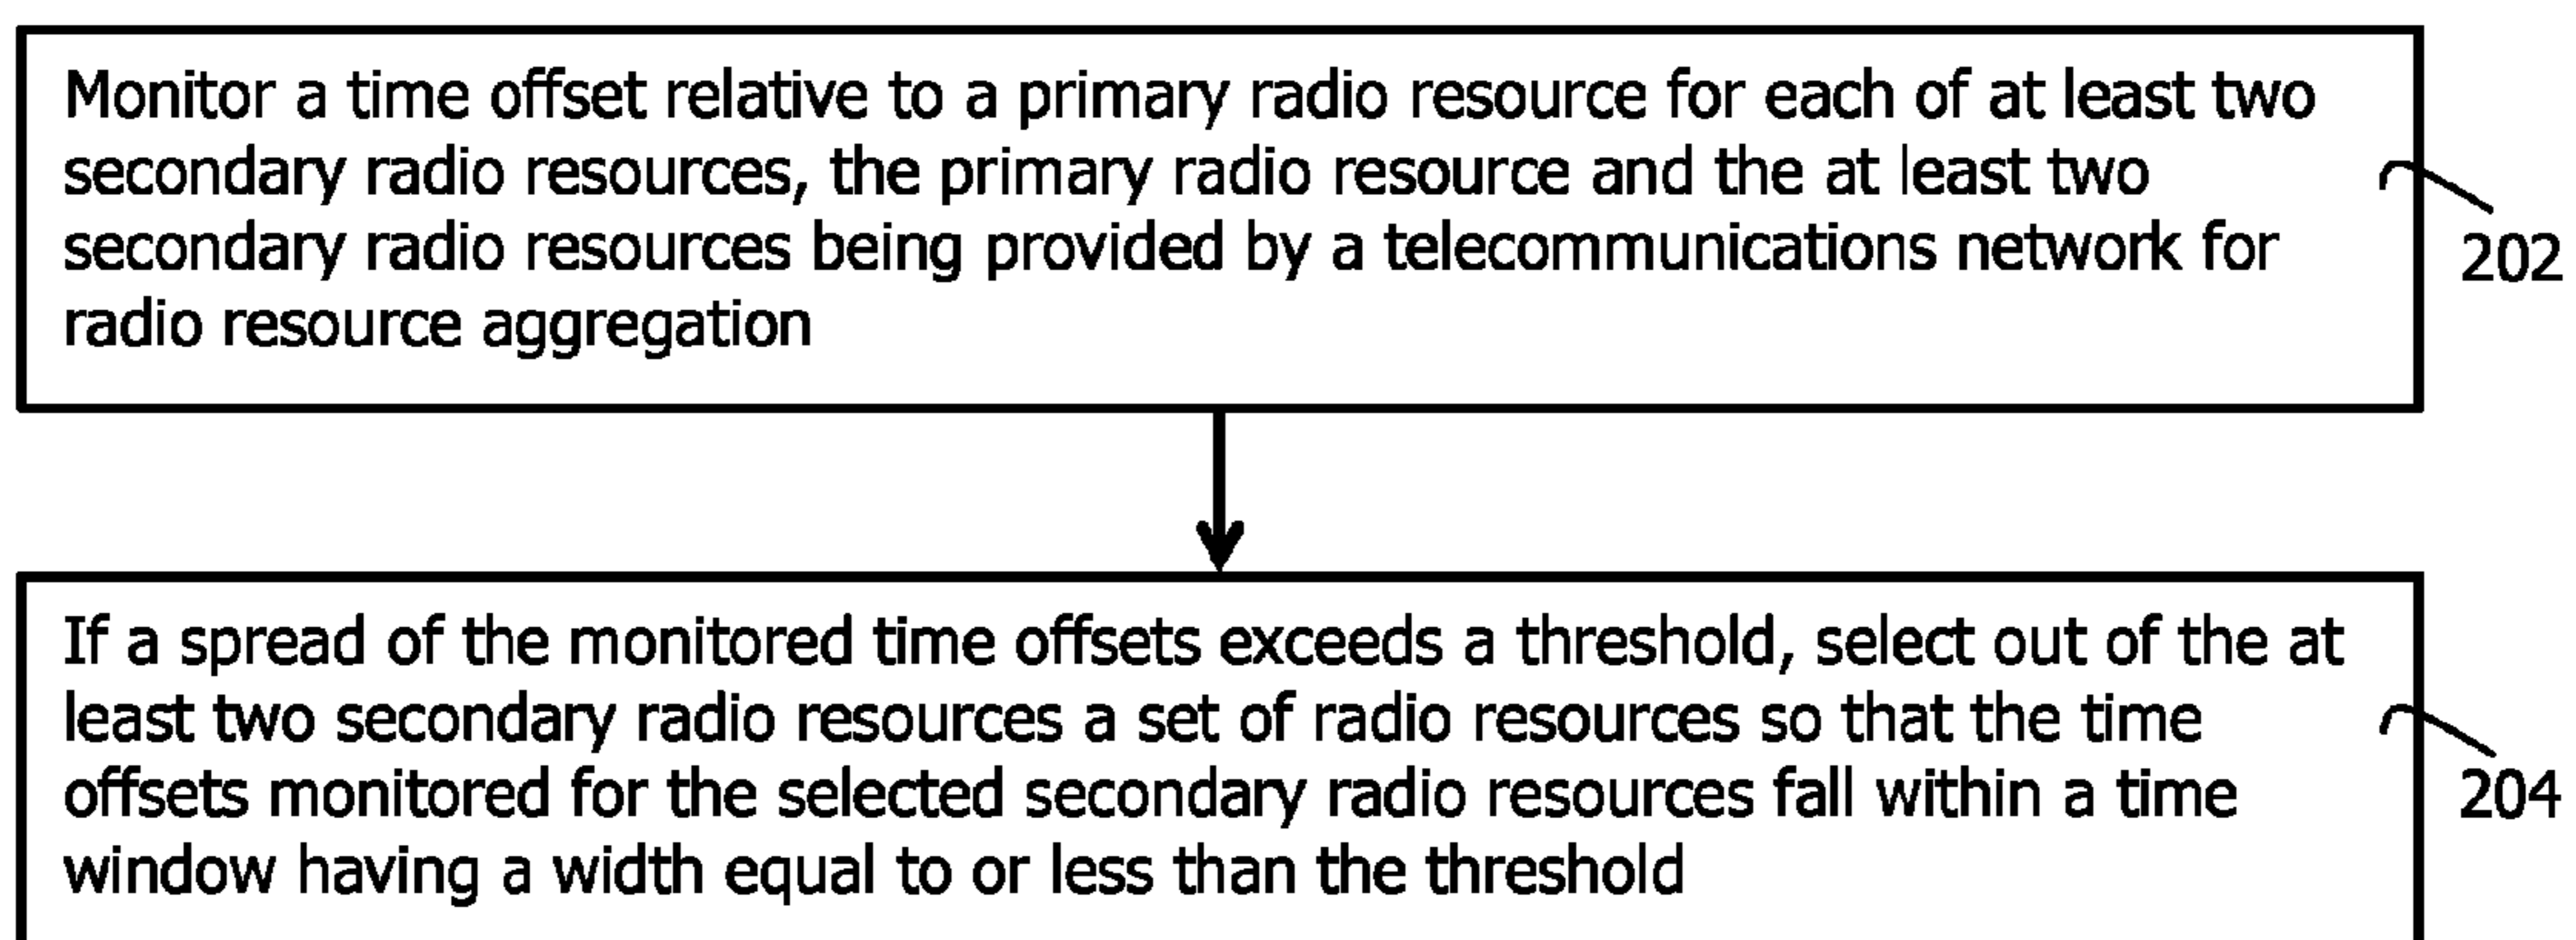 Monitor a time offset relative to a primary radio resource for each of at least two
secondary radio resources, the primary radio resource and the at least two
secondary radio resources being provided by a telecommunications network for
radio resource aggregation
202
If a spread of the monitored time offsets exceeds a threshold, select out of the at
least two secondary radio resources a set of radio resources so that the time
offsets monitored for the selected secondary radio resources fall within a time
window having a width equal to or less than the threshold
204